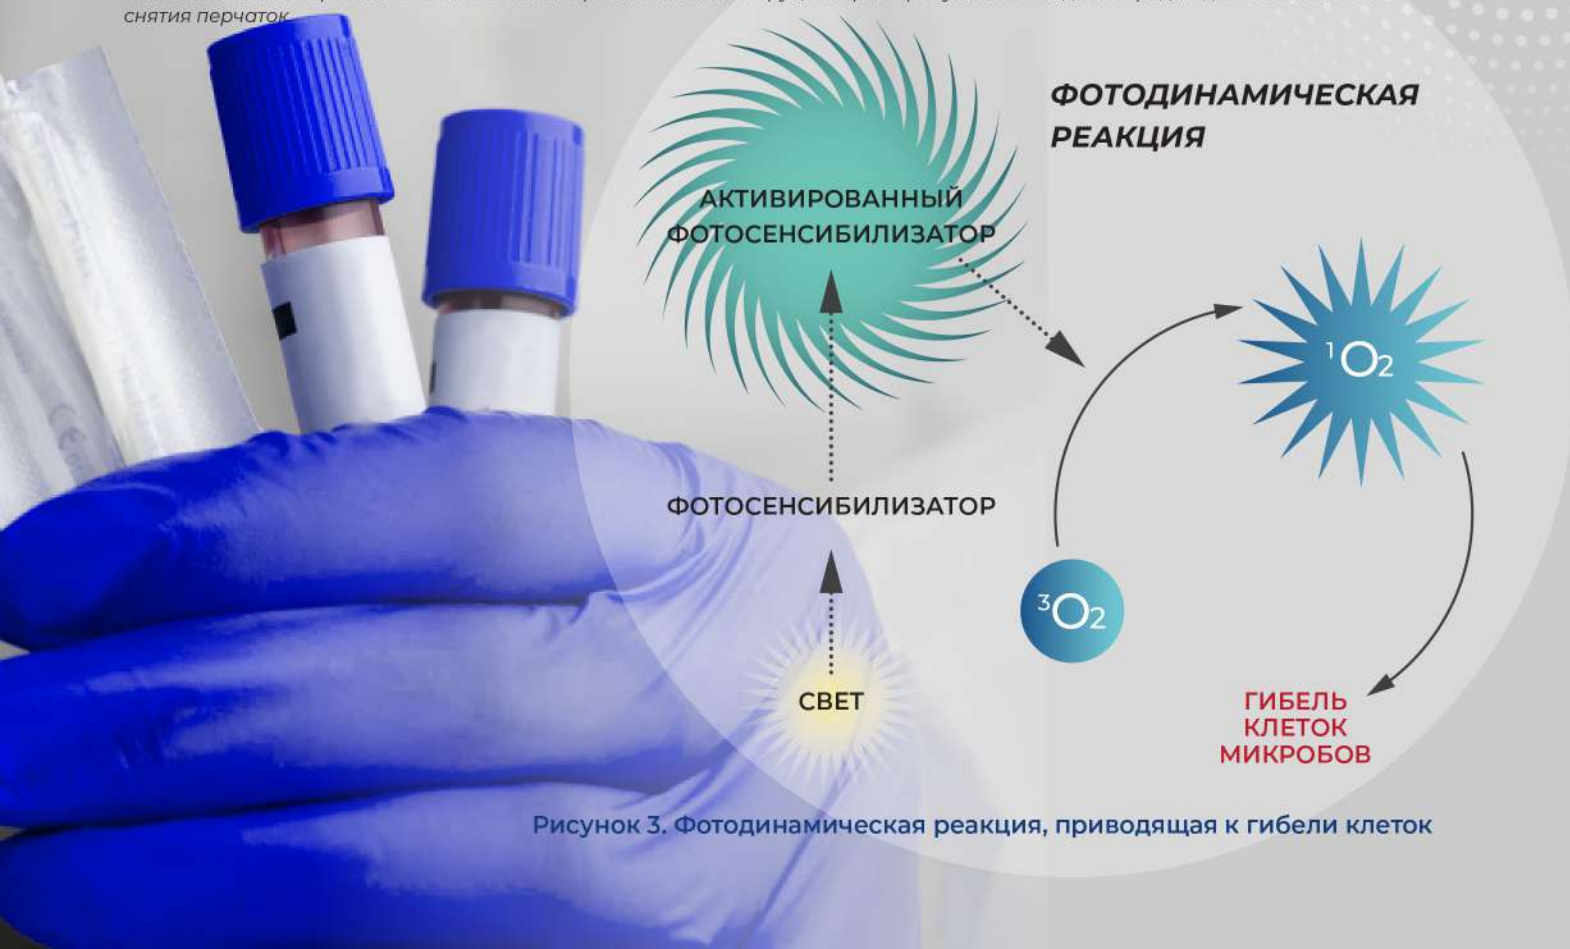 снятия перчаток
ФОТОДИНАМИЧЕСКАЯ
РЕАКЦИЯ
АКТИВИРОВАННЫЙ
ФОТОСЕНСИБИЛИЗАТОР
¹O₂
ФОТОСЕНСИБИЛИЗАТОР
³O₂
СВЕТ
ГИБЕЛЬ
КЛЕТОК
МИКРОБОВ
Рисунок 3. Фотодинамическая реакция, приводящая к гибели клеток